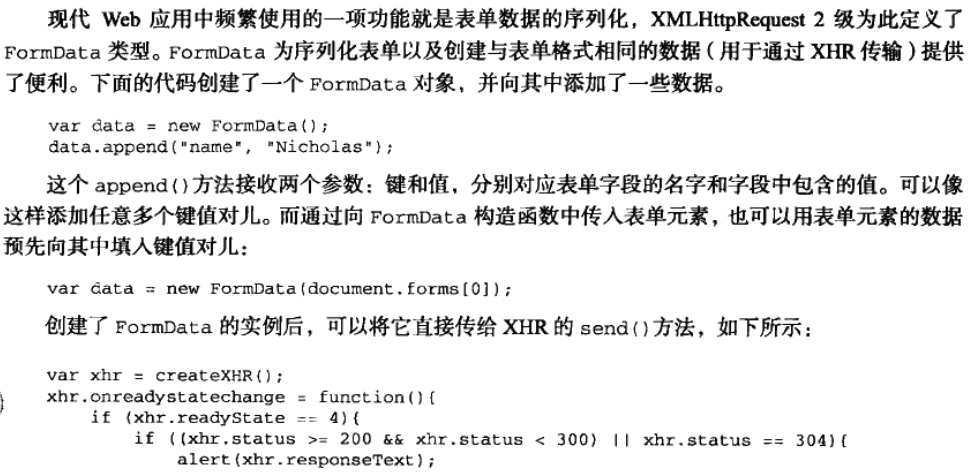 现代 Web 应用中频繁使用的一项功能就是表单数据的序列化，XMLHttpRequest 2 级为此定义了
FormData 类型。FormData 为序列化表单以及创建与表单格式相同的数据（用于通过 XHR 传输）提供
了便利。下面的代码创建了一个 FormData 对象，并向其中添加了一些数据。
var data = new FormData();
data.append("name", "Nicholas");
这个 append()方法接收两个参数：键和值，分别对应表单字段的名字和字段中包含的值。可以像
这样添加任意多个键值对儿。而通过向 FormData 构造函数中传入表单元素，也可以用表单元素的数据
预先向其中填入键值对儿：
var data = new FormData(document.forms[0]);
创建了 FormData 的实例后，可以将它直接传给 XHR 的 send()方法，如下所示：
var xhr = createXHR();
xhr.onreadystatechange = function(){
if (xhr.readyState == 4){
if ((xhr.status >= 200 && xhr.status < 300) || xhr.status == 304){
alert(xhr.responseText);